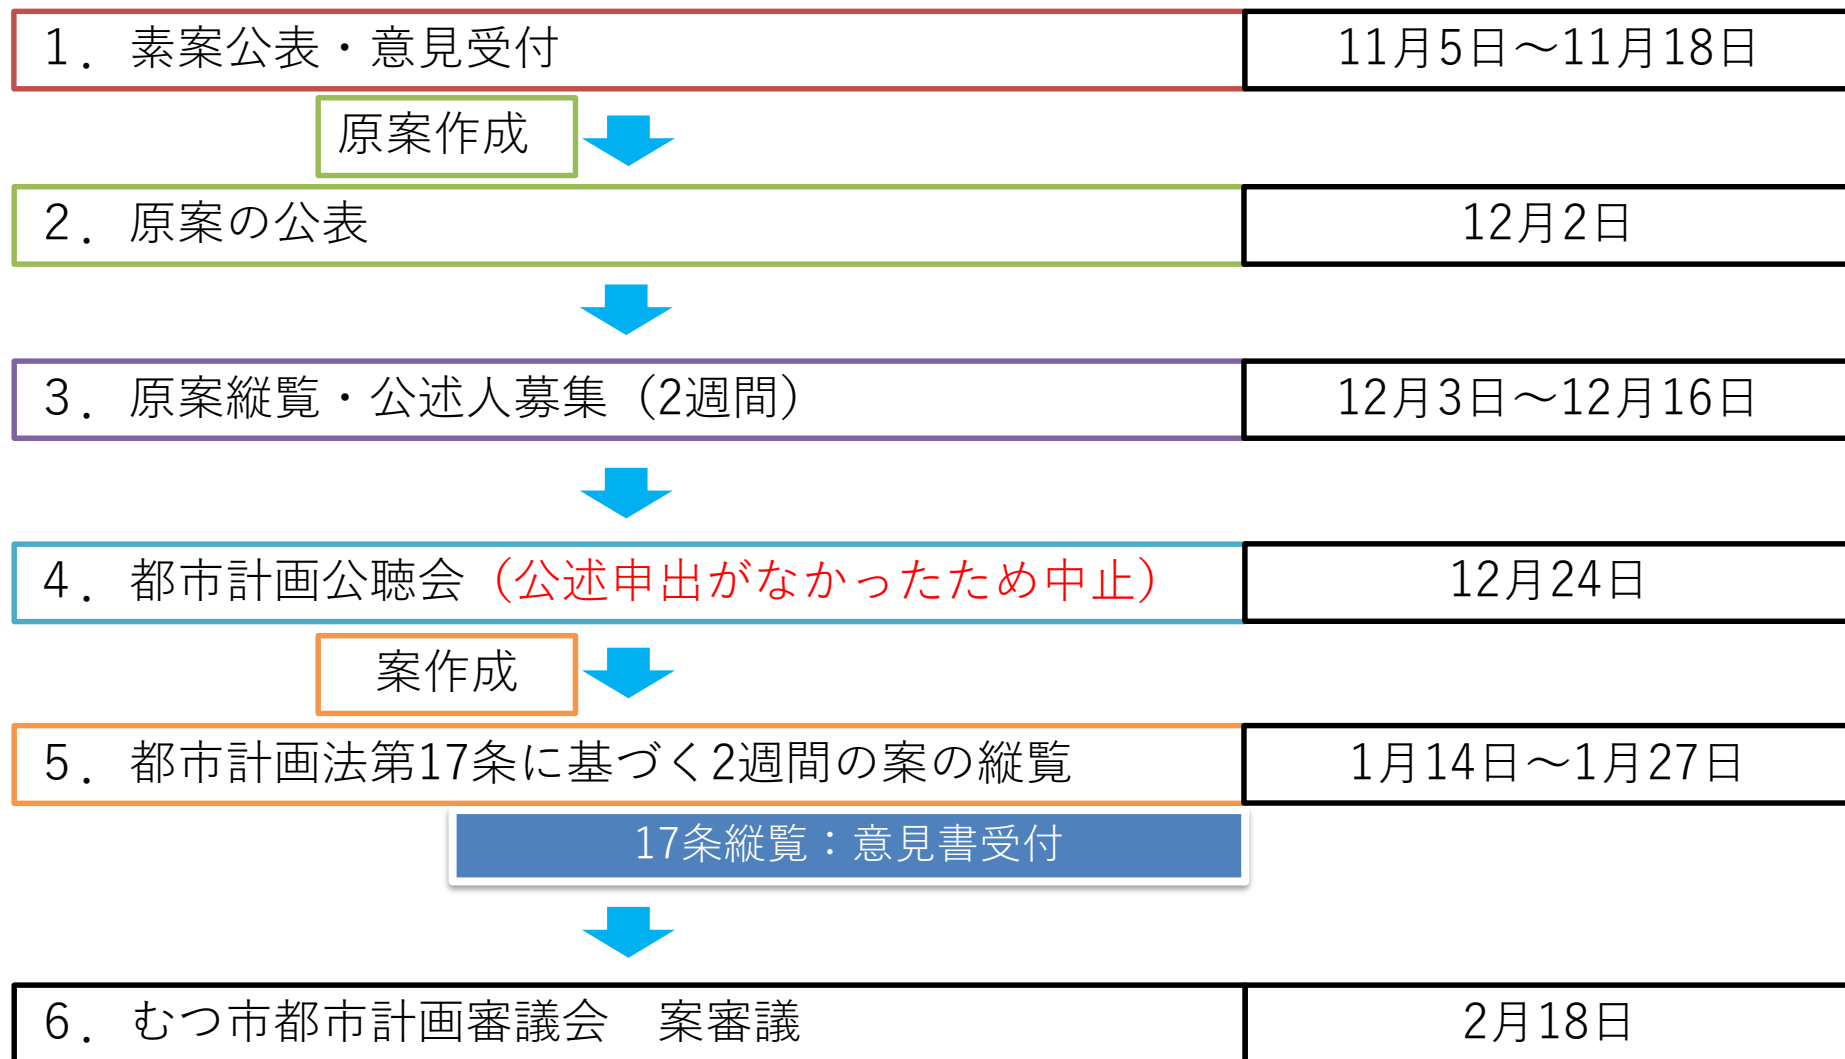 1．素案公表・意見受付 11月5日～11月18日
原案作成
2．原案の公表 12月2日
3．原案縦覧・公述人募集（2週間） 12月3日～12月16日
4．都市計画公聴会（公述申出がなかったため中止） 12月24日
案作成
5．都市計画法第17条に基づく2週間の案の縦覧 1月14日～1月27日
17条縦覧：意見書受付
6．むつ市都市計画審議会　案審議 2月18日